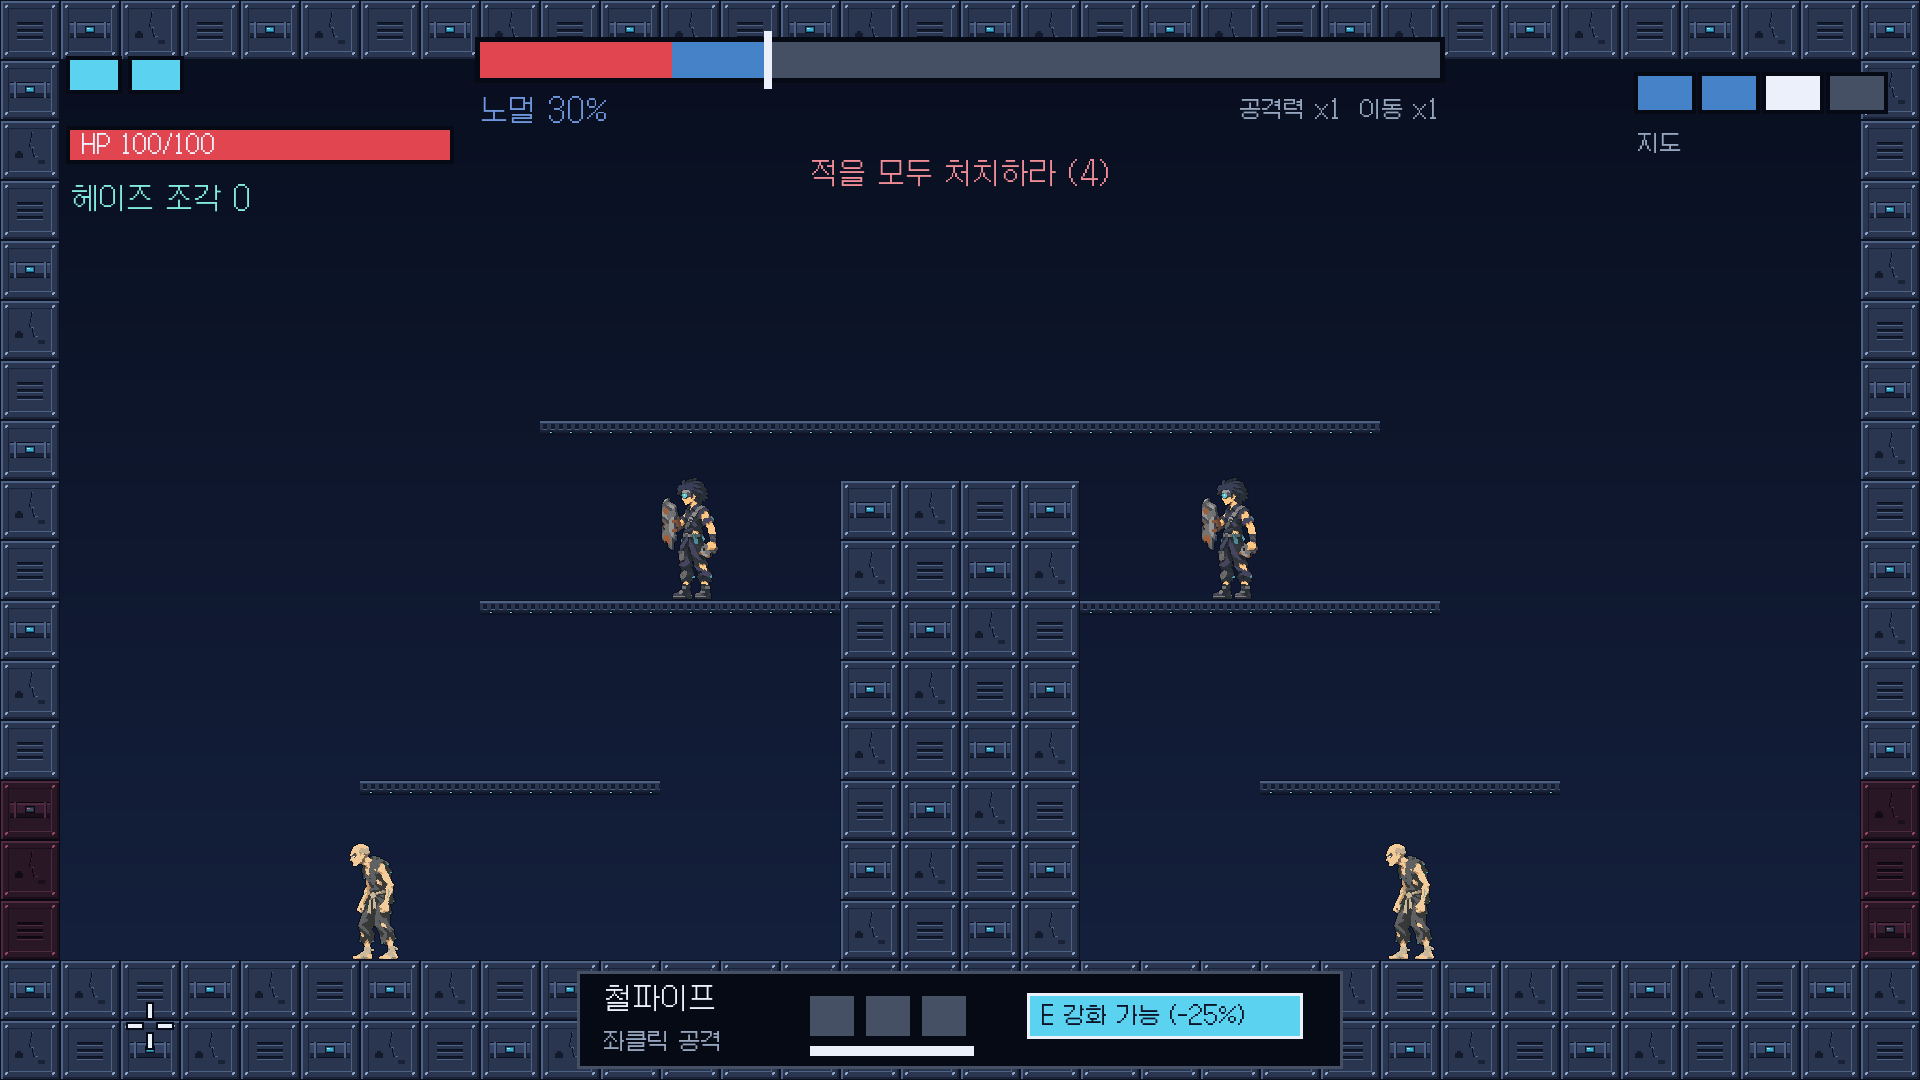 노멀 30%
공격력 x1 이동 x1
HP 100/100
지도
적을 모두 처치하라 (4)
헤이즈 조각 0
철파이프
좌클릭 공격
E 강화 가능 (-25%)